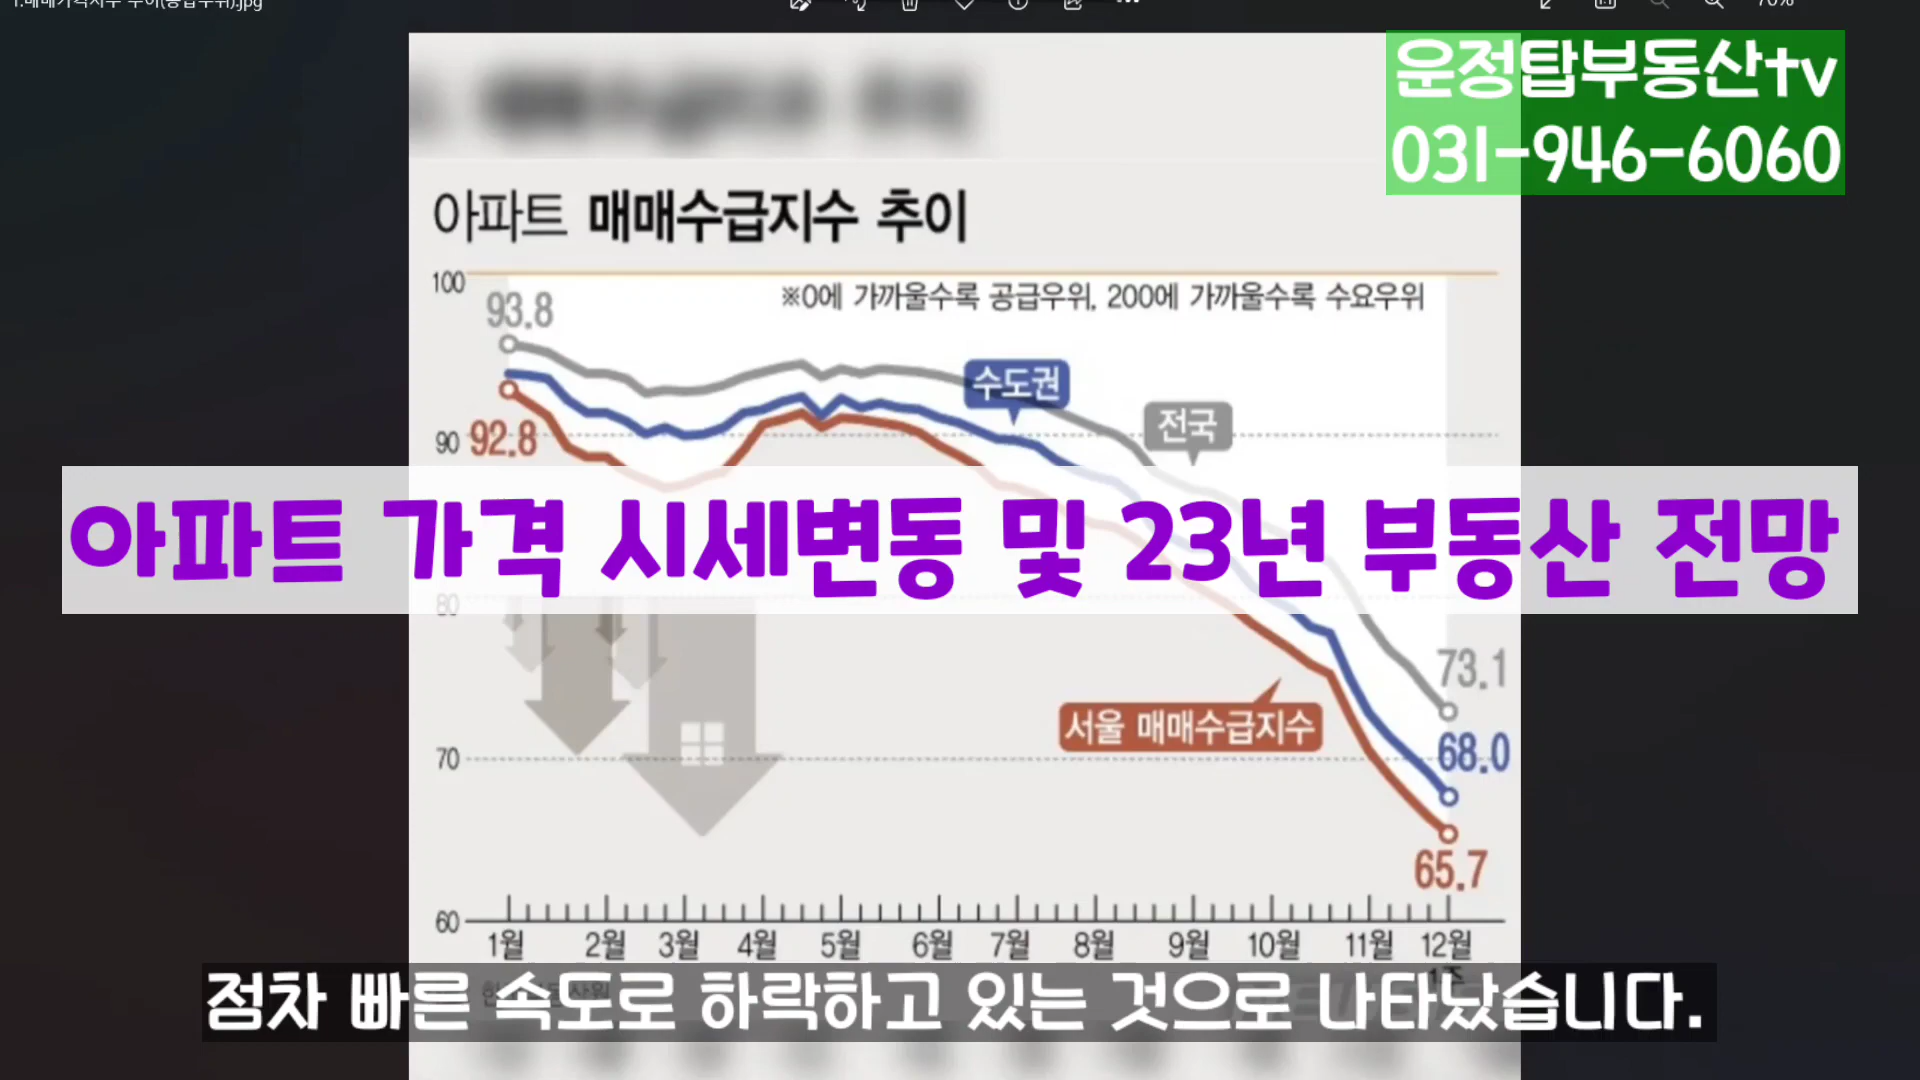 운정탑부동산tv
031-946-6060
아파트 매매수급지수 추이
100
※0에 가까울수록 공급우위, 200에 가까울수록 수요우위
93.8
수도권
전국
90
92.8
아파트 가격 시세변동 및 23년 부동산 전망
80
73.1
서울 매매수급지수
68.0
70
65.7
60
1월 2월 3월 4월 5월 6월 7월 8월 9월 10월 11월 12월
점차 빠른 속도로 하락하고 있는 것으로 나타났습니다.